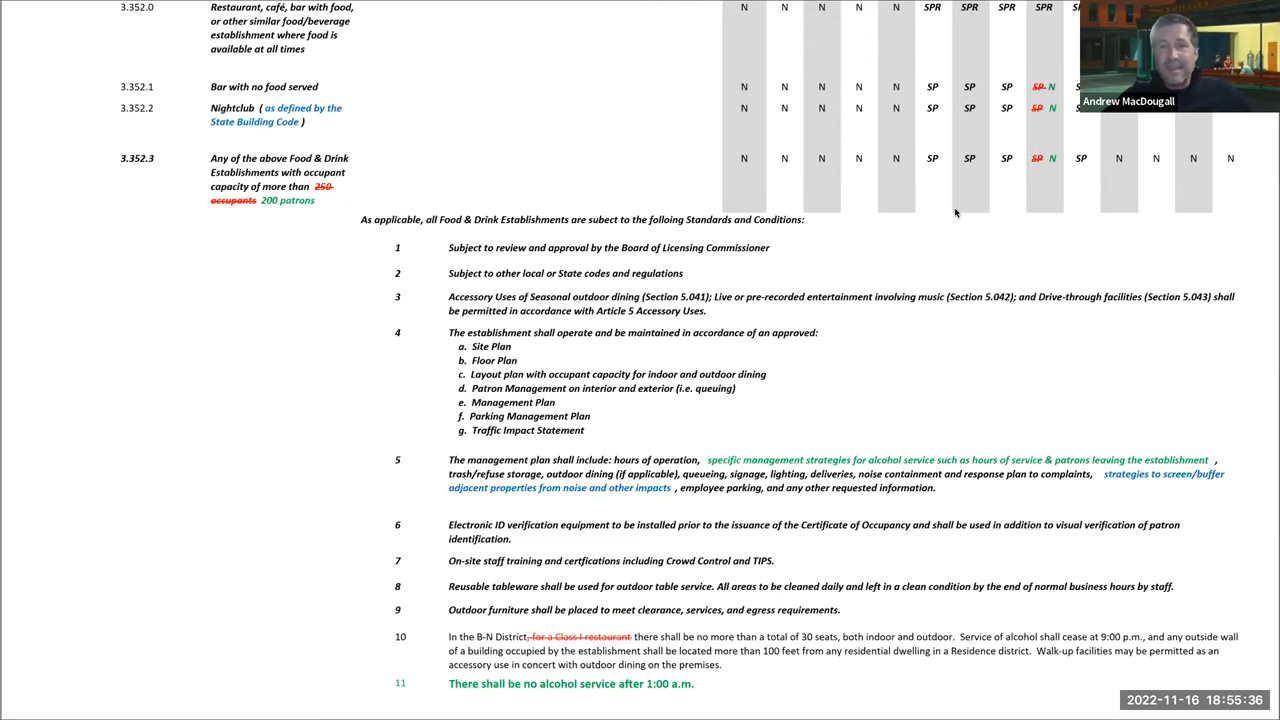 3.352.0 Restaurant, café, bar with food, N N N N N SPR SPR SPR SPR
or other similar food/beverage
establishment where food is
available at all times
3.352.1 Bar with no food served N N N N N SP SP SP SP N
3.352.2 Nightclub ( as defined by the N N N N N SP SP SP SP N
State Building Code )
Andrew MacDougall
3.352.3 Any of the above Food & Drink N N N N N SP SP SP SP N SP N N N N
Establishments with occupant
capacity of more than 250
occupants 200 patrons
As applicable, all Food & Drink Establishments are subect to the folloing Standards and Conditions:
1 Subject to review and approval by the Board of Licensing Commissioner
2 Subject to other local or State codes and regulations
3 Accessory Uses of Seasonal outdoor dining (Section 5.041); Live or pre-recorded entertainment involving music (Section 5.042); and Drive-through facilities (Section 5.043) shall
be permitted in accordance with Article 5 Accessory Uses.
4 The establishment shall operate and be maintained in accordance of an approved:
a. Site Plan
b. Floor Plan
c. Layout plan with occupant capacity for indoor and outdoor dining
d. Patron Management on interior and exterior (i.e. queuing)
e. Management Plan
f. Parking Management Plan
g. Traffic Impact Statement
5 The management plan shall include: hours of operation, specific management strategies for alcohol service such as hours of service & patrons leaving the establishment ,
trash/refuse storage, outdoor dining (if applicable), queueing, signage, lighting, deliveries, noise containment and response plan to complaints, strategies to screen/buffer
adjacent properties from noise and other impacts , employee parking, and any other requested information.
6 Electronic ID verification equipment to be installed prior to the issuance of the Certificate of Occupancy and shall be used in addition to visual verification of patron
identification.
7 On-site staff training and certfications including Crowd Control and TIPS.
8 Reusable tableware shall be used for outdoor table service. All areas to be cleaned daily and left in a clean condition by the end of normal business hours by staff.
9 Outdoor furniture shall be placed to meet clearance, services, and egress requirements.
10 In the B-N District, for a Class I restaurant there shall be no more than a total of 30 seats, both indoor and outdoor. Service of alcohol shall cease at 9:00 p.m., and any outside wall
of a building occupied by the establishment shall be located more than 100 feet from any residential dwelling in a Residence district. Walk-up facilities may be permitted as an
accessory use in concert with outdoor dining on the premises.
11 There shall be no alcohol service after 1:00 a.m.
2022-11-16 18:55:36